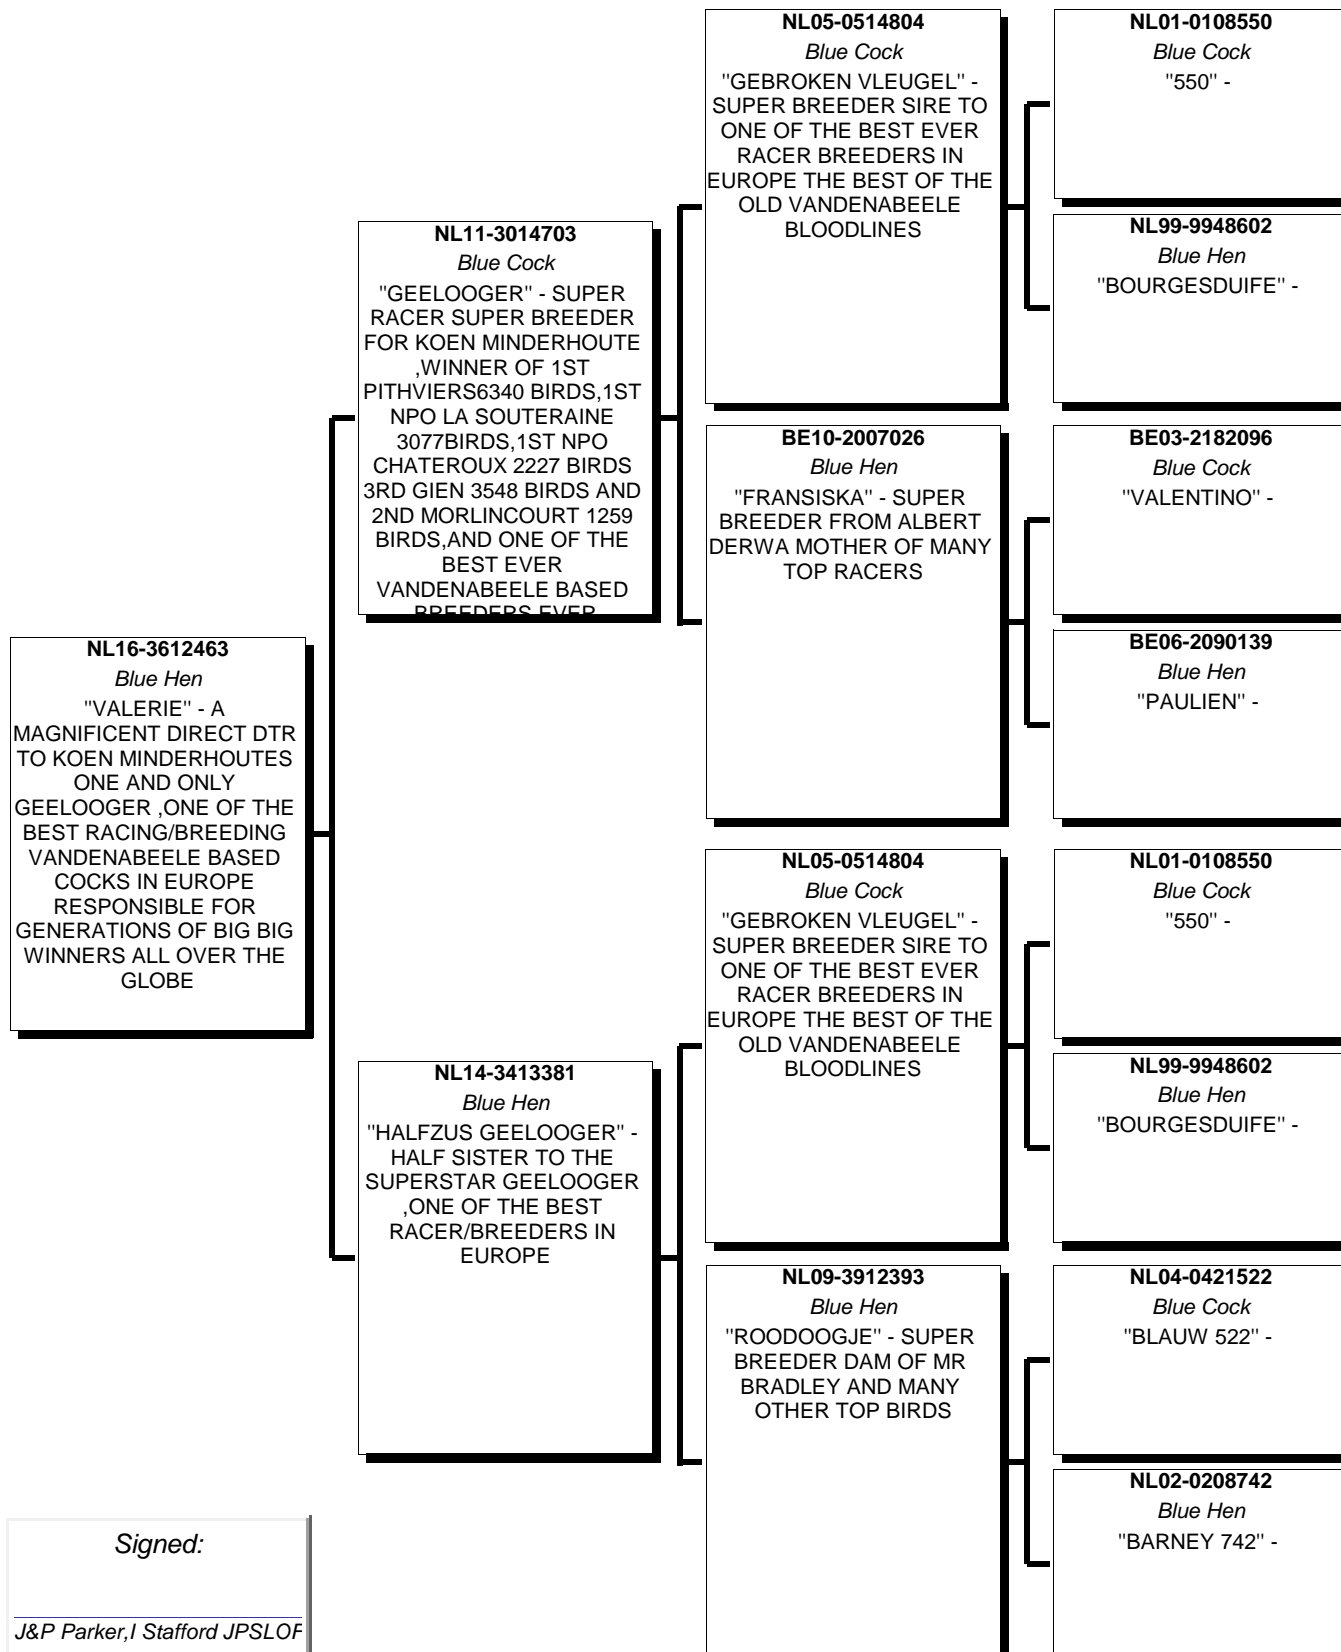 NL16-3612463
Blue Hen
"VALERIE" - A
MAGNIFICENT DIRECT DTR
TO KOEN MINDERHOUTES
ONE AND ONLY
GEELOOGER ,ONE OF THE
BEST RACING/BREEDING
VANDENABEELE BASED
COCKS IN EUROPE
RESPONSIBLE FOR
GENERATIONS OF BIG BIG
WINNERS ALL OVER THE
GLOBE
NL11-3014703
Blue Cock
"GEELOOGER" - SUPER
RACER SUPER BREEDER
FOR KOEN MINDERHOUTE
,WINNER OF 1ST
PITHVIERS6340 BIRDS,1ST
NPO LA SOUTERAINE
3077BIRDS,1ST NPO
CHATEROUX 2227 BIRDS
3RD GIEN 3548 BIRDS AND
2ND MORLINCOURT 1259
BIRDS,AND ONE OF THE
BEST EVER
VANDENABEELE BASED
BREEDERS EVER
NL14-3413381
Blue Hen
"HALFZUS GEELOOGER" -
HALF SISTER TO THE
SUPERSTAR GEELOOGER
,ONE OF THE BEST
RACER/BREEDERS IN
EUROPE
NL05-0514804
Blue Cock
"GEBROKEN VLEUGEL" -
SUPER BREEDER SIRE TO
ONE OF THE BEST EVER
RACER BREEDERS IN
EUROPE THE BEST OF THE
OLD VANDENABEELE
BLOODLINES
BE10-2007026
Blue Hen
"FRANSISKA" - SUPER
BREEDER FROM ALBERT
DERWA MOTHER OF MANY
TOP RACERS
NL05-0514804
Blue Cock
"GEBROKEN VLEUGEL" -
SUPER BREEDER SIRE TO
ONE OF THE BEST EVER
RACER BREEDERS IN
EUROPE THE BEST OF THE
OLD VANDENABEELE
BLOODLINES
NL09-3912393
Blue Hen
"ROODOOGJE" - SUPER
BREEDER DAM OF MR
BRADLEY AND MANY
OTHER TOP BIRDS
NL01-0108550
Blue Cock
"550" -
NL99-9948602
Blue Hen
"BOURGESDUIFE" -
BE03-2182096
Blue Cock
"VALENTINO" -
BE06-2090139
Blue Hen
"PAULIEN" -
NL01-0108550
Blue Cock
"550" -
NL99-9948602
Blue Hen
"BOURGESDUIFE" -
NL04-0421522
Blue Cock
"BLAUW 522" -
NL02-0208742
Blue Hen
"BARNEY 742" -
Signed:
J&P Parker,I Stafford JPSLOF